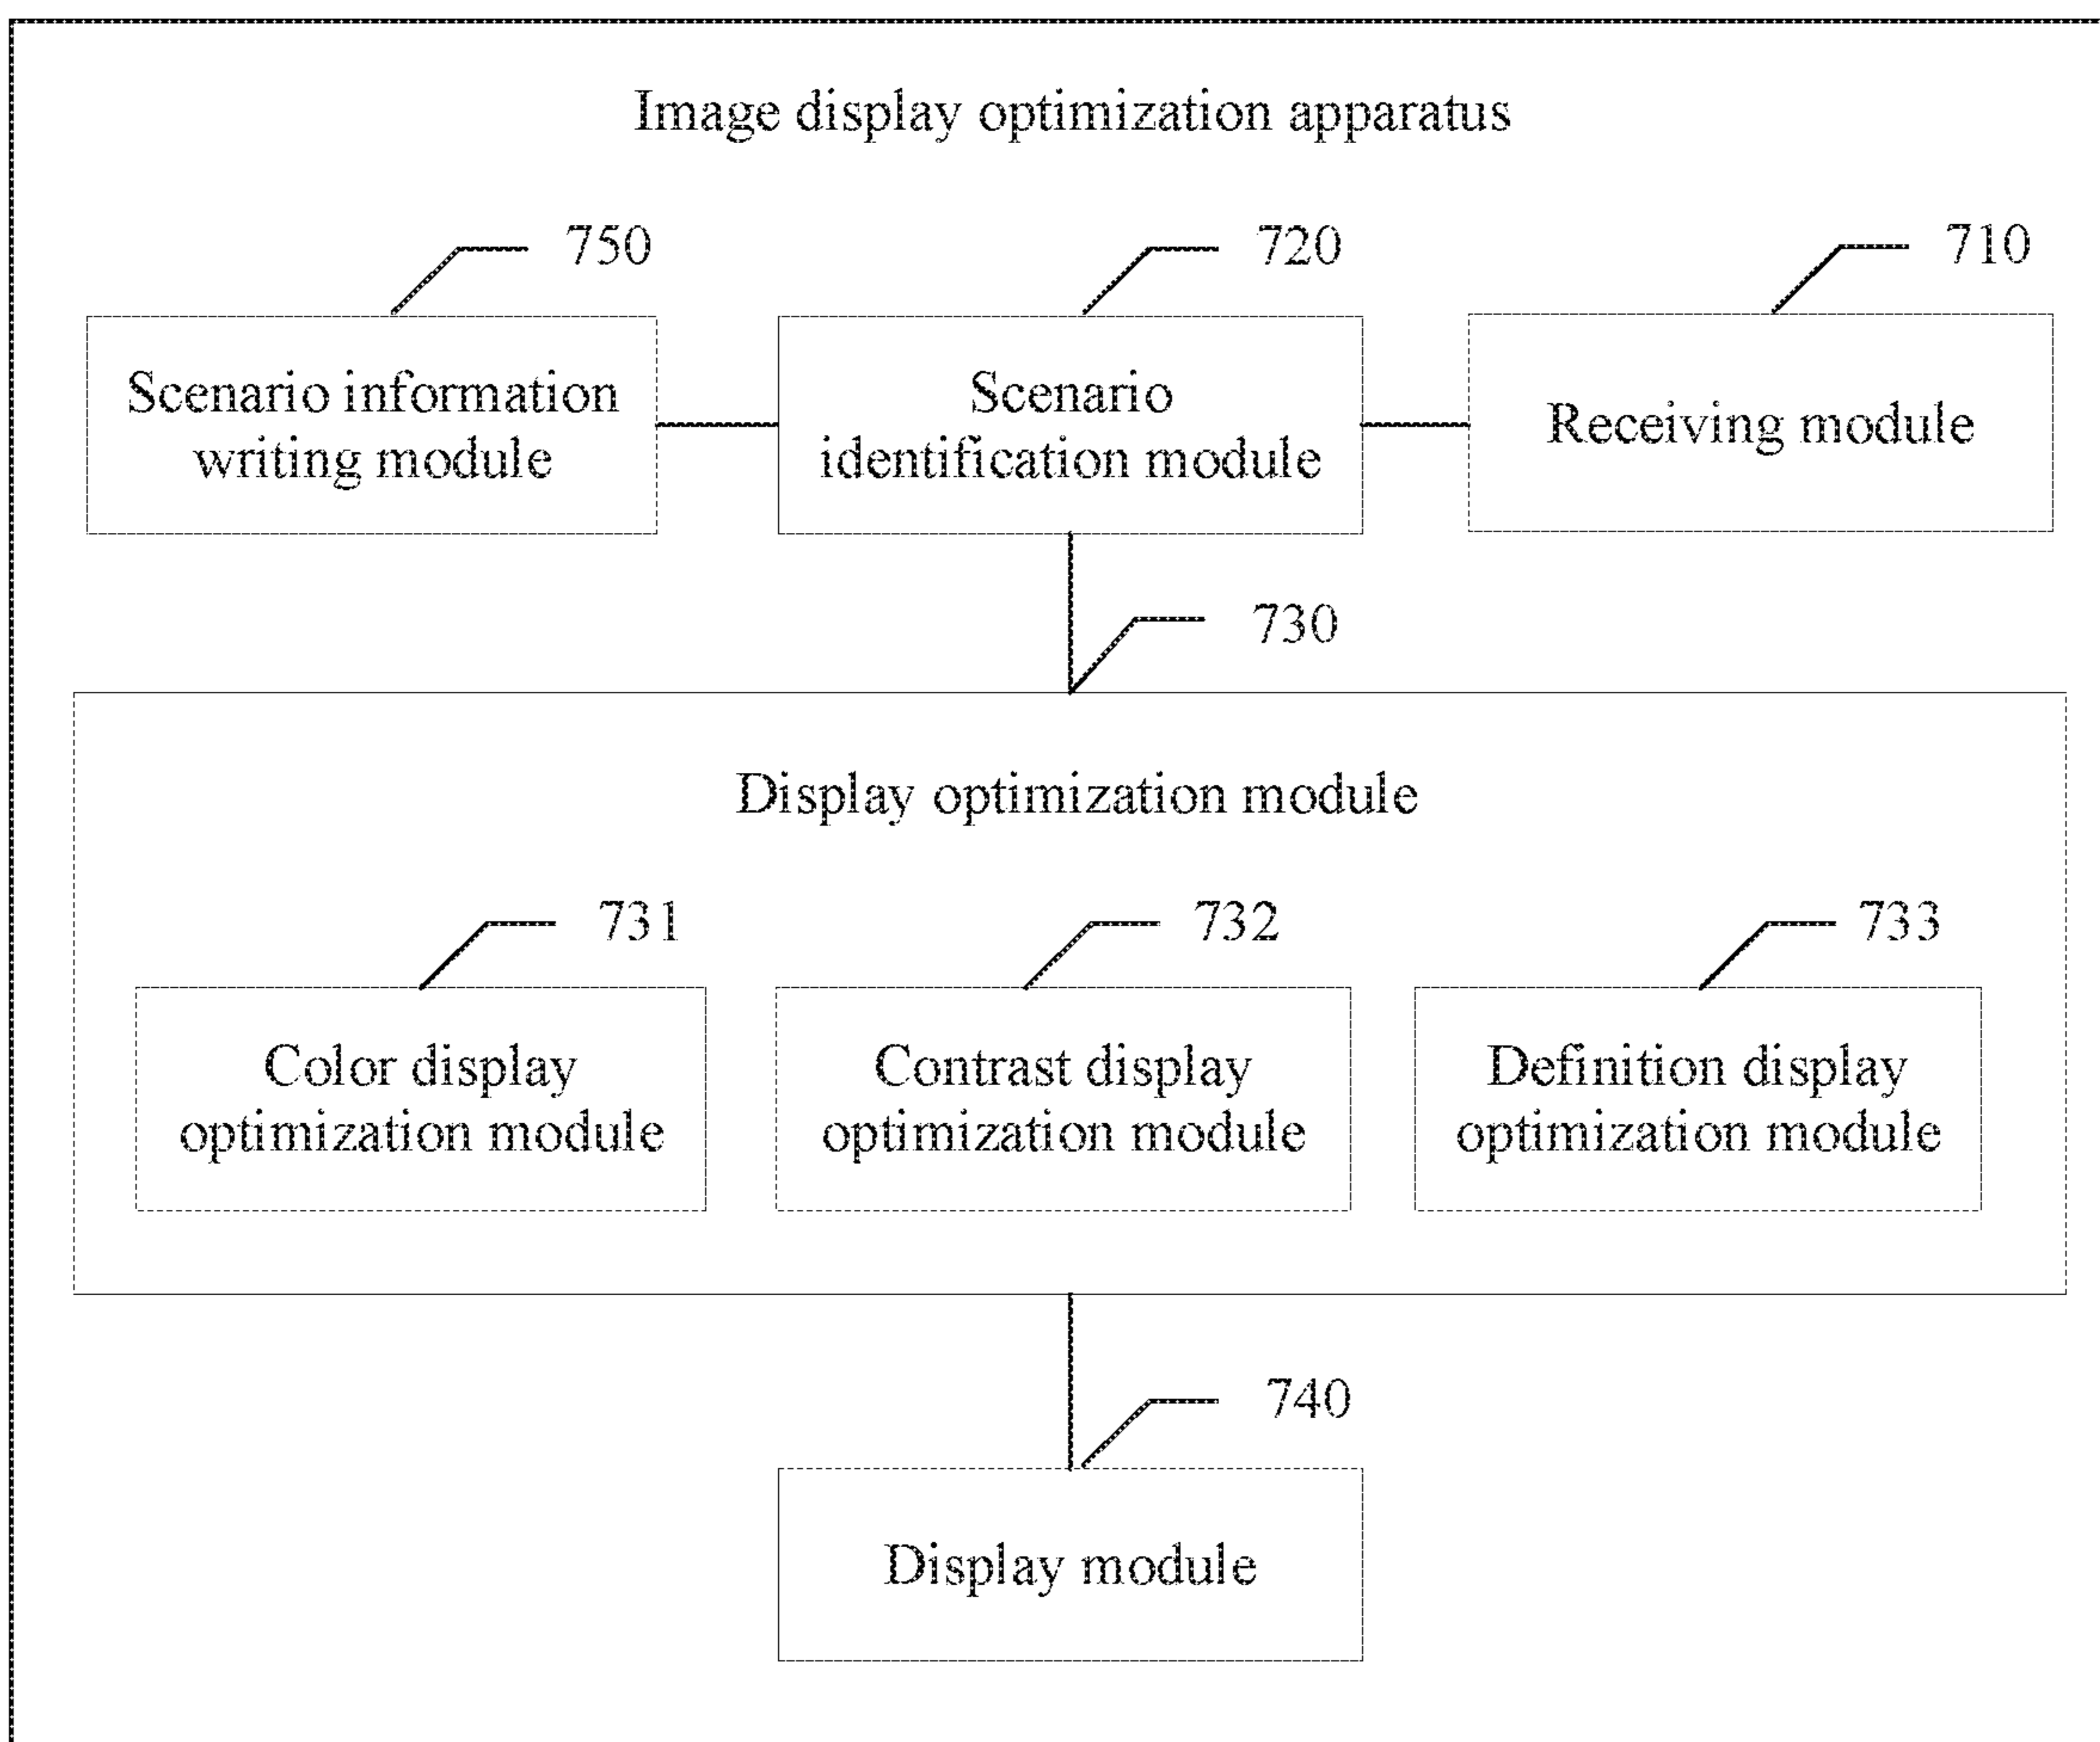 Image display optimization apparatus
750
720
710
Scenario information
writing module
Scenario
identification module
Receiving module
730
Display optimization module
731
732
733
Color display
optimization module
Contrast display
optimization module
Definition display
optimization module
740
Display module